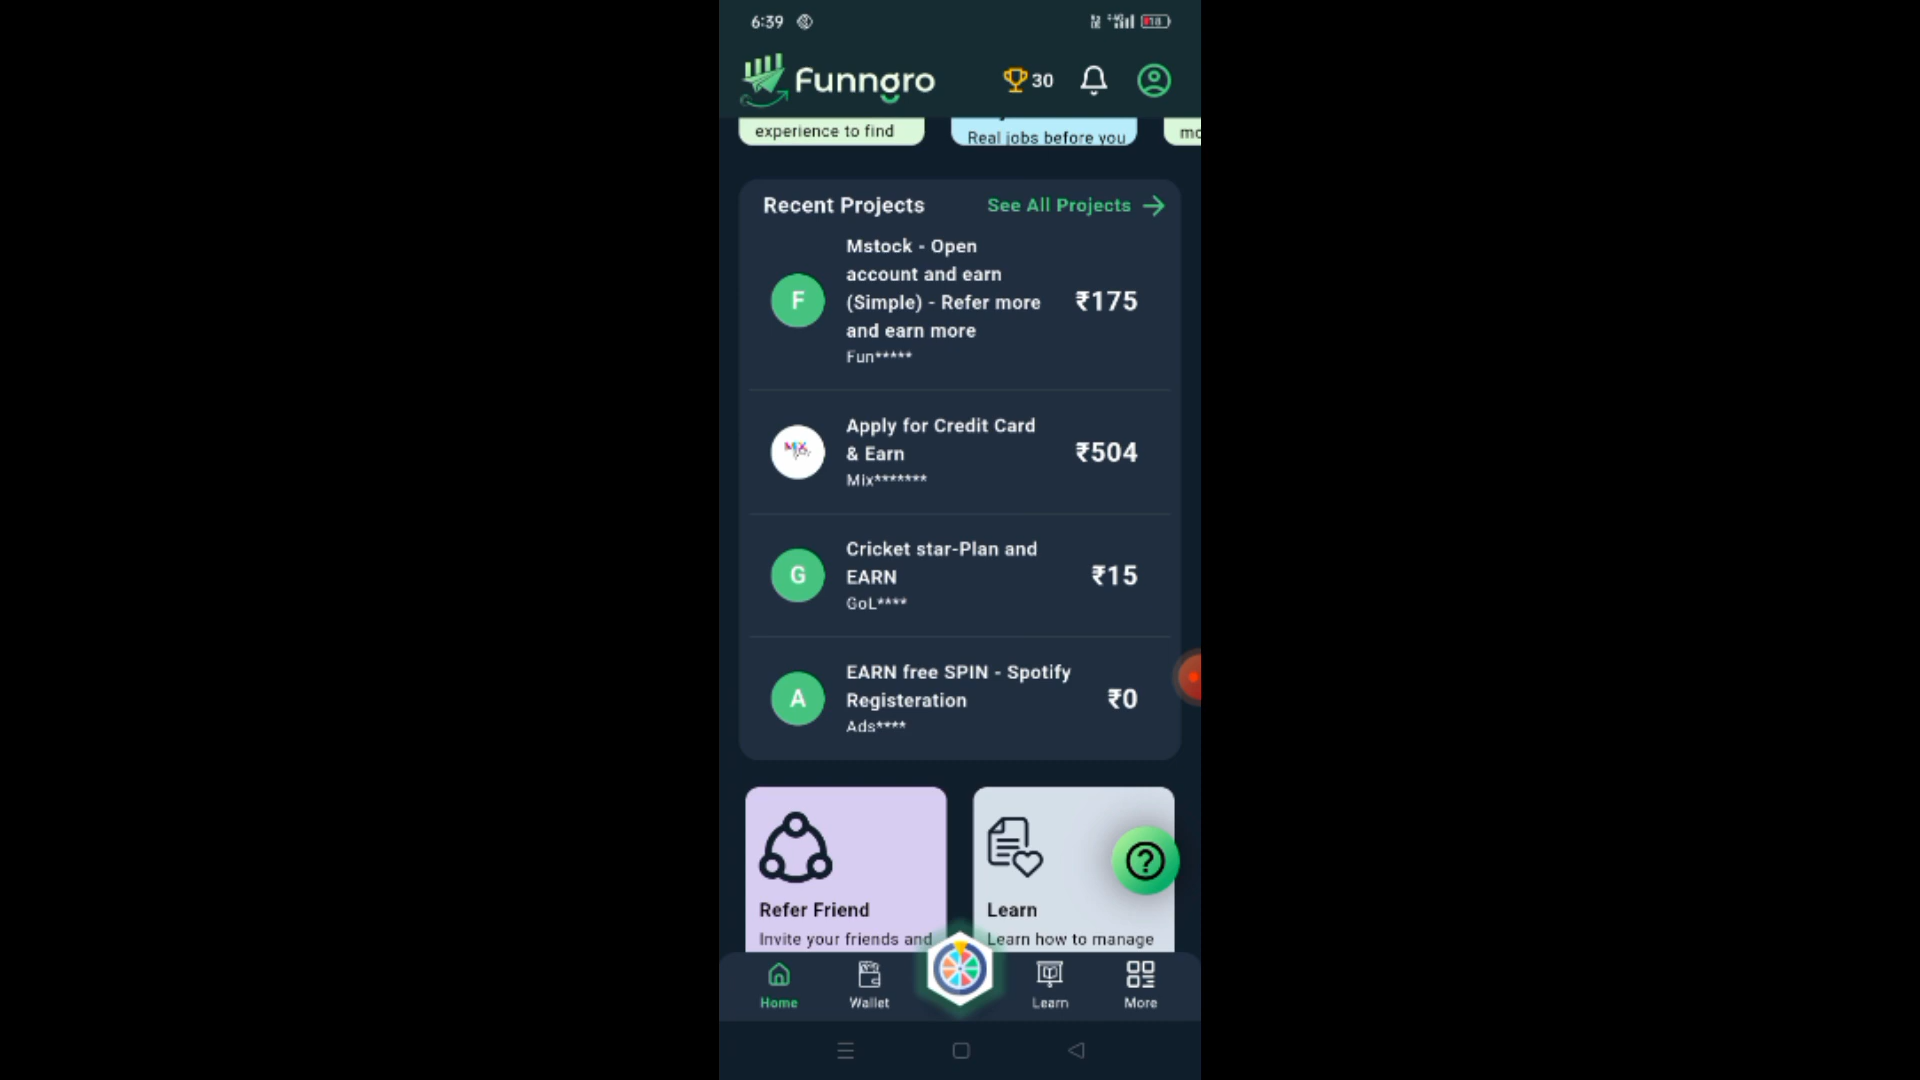 6:39
18
Funngro
30
experience to find
Real jobs before you
mo
Recent Projects
See All Projects
Mstock - Open
account and earn
(Simple) - Refer more
and earn more
Fun*****
F
₹175
Apply for Credit Card
& Earn
Mix*******
₹504
Cricket star-Plan and
EARN
GoL****
G
₹15
EARN free SPIN - Spotify
Registeration
Ads****
A
₹0
Refer Friend
Invite your friends and
Learn
Learn how to manage
Home
Wallet
Learn
More